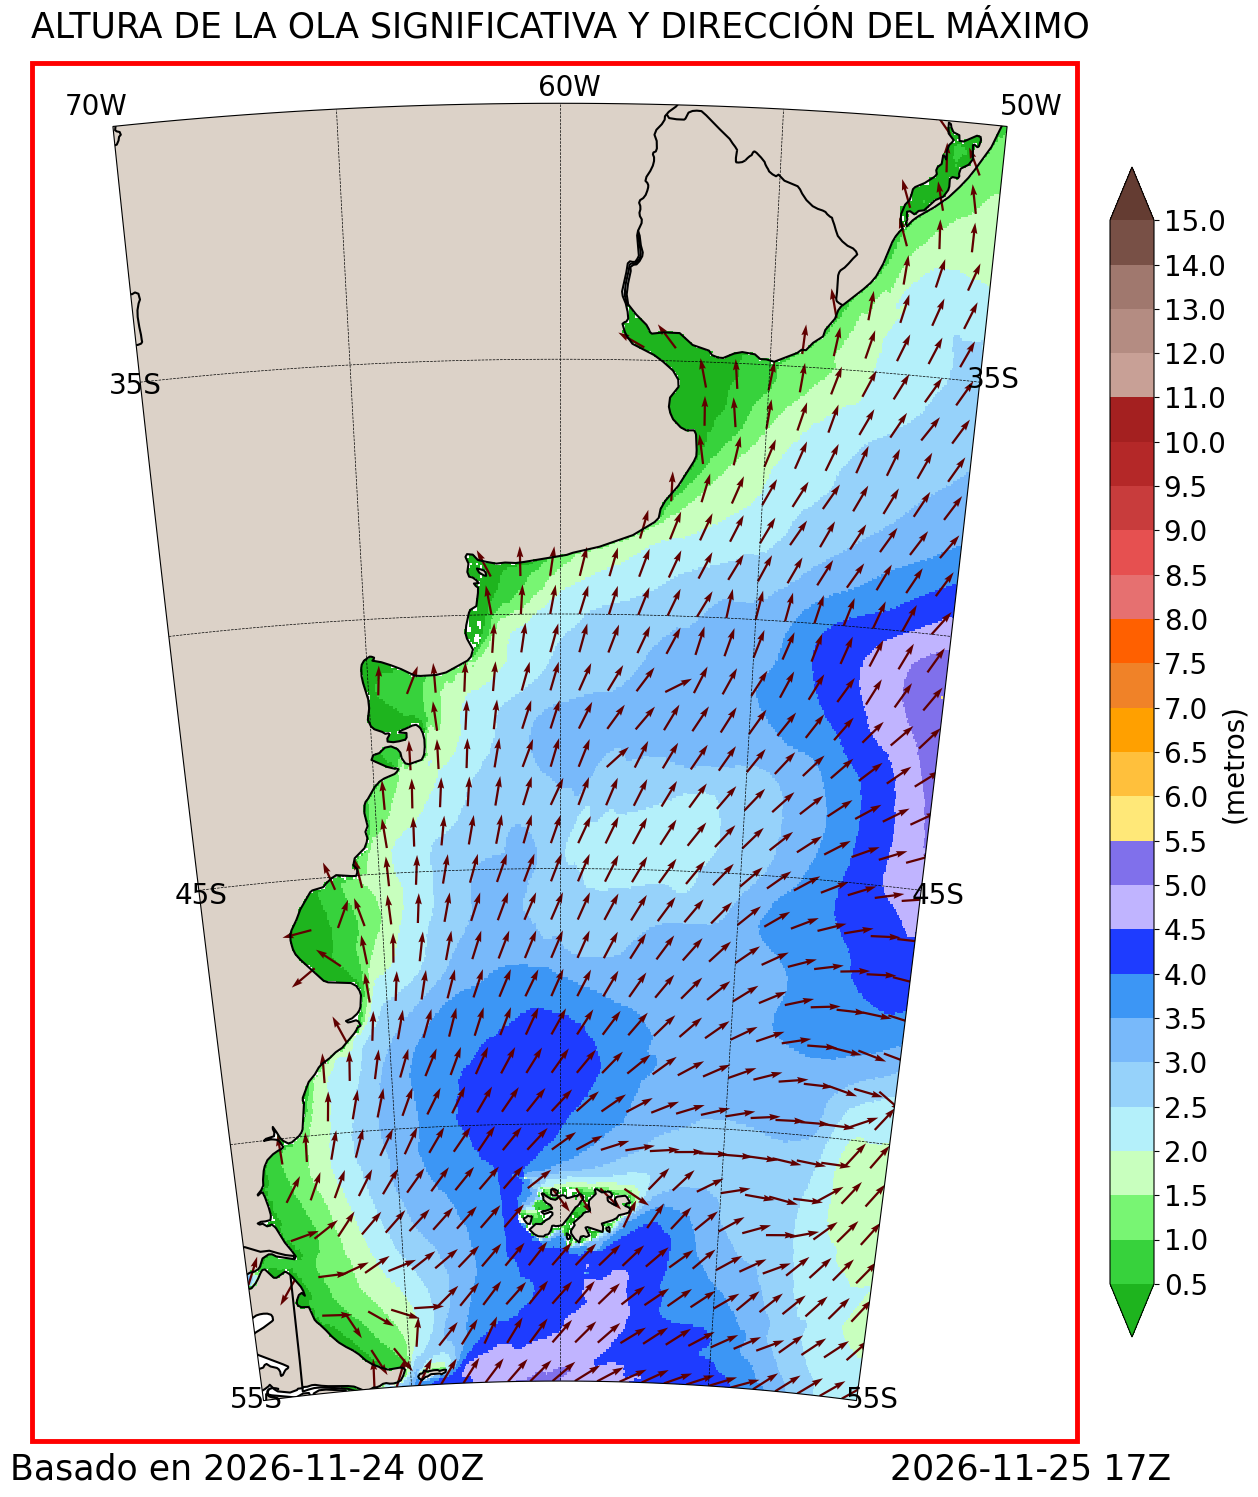 ALTURA DE LA OLA SIGNIFICATIVA Y DIRECCIÓN DEL MÁXIMO
70W
60W
50W
35S
35S
45S
45S
55S
55S
15.0
14.0
13.0
12.0
11.0
10.0
9.5
9.0
8.5
8.0
7.5
7.0
6.5
6.0
5.5
5.0
4.5
4.0
3.5
3.0
2.5
2.0
1.5
1.0
0.5
(metros)
Basado en 2026-11-24 00Z
2026-11-25 17Z